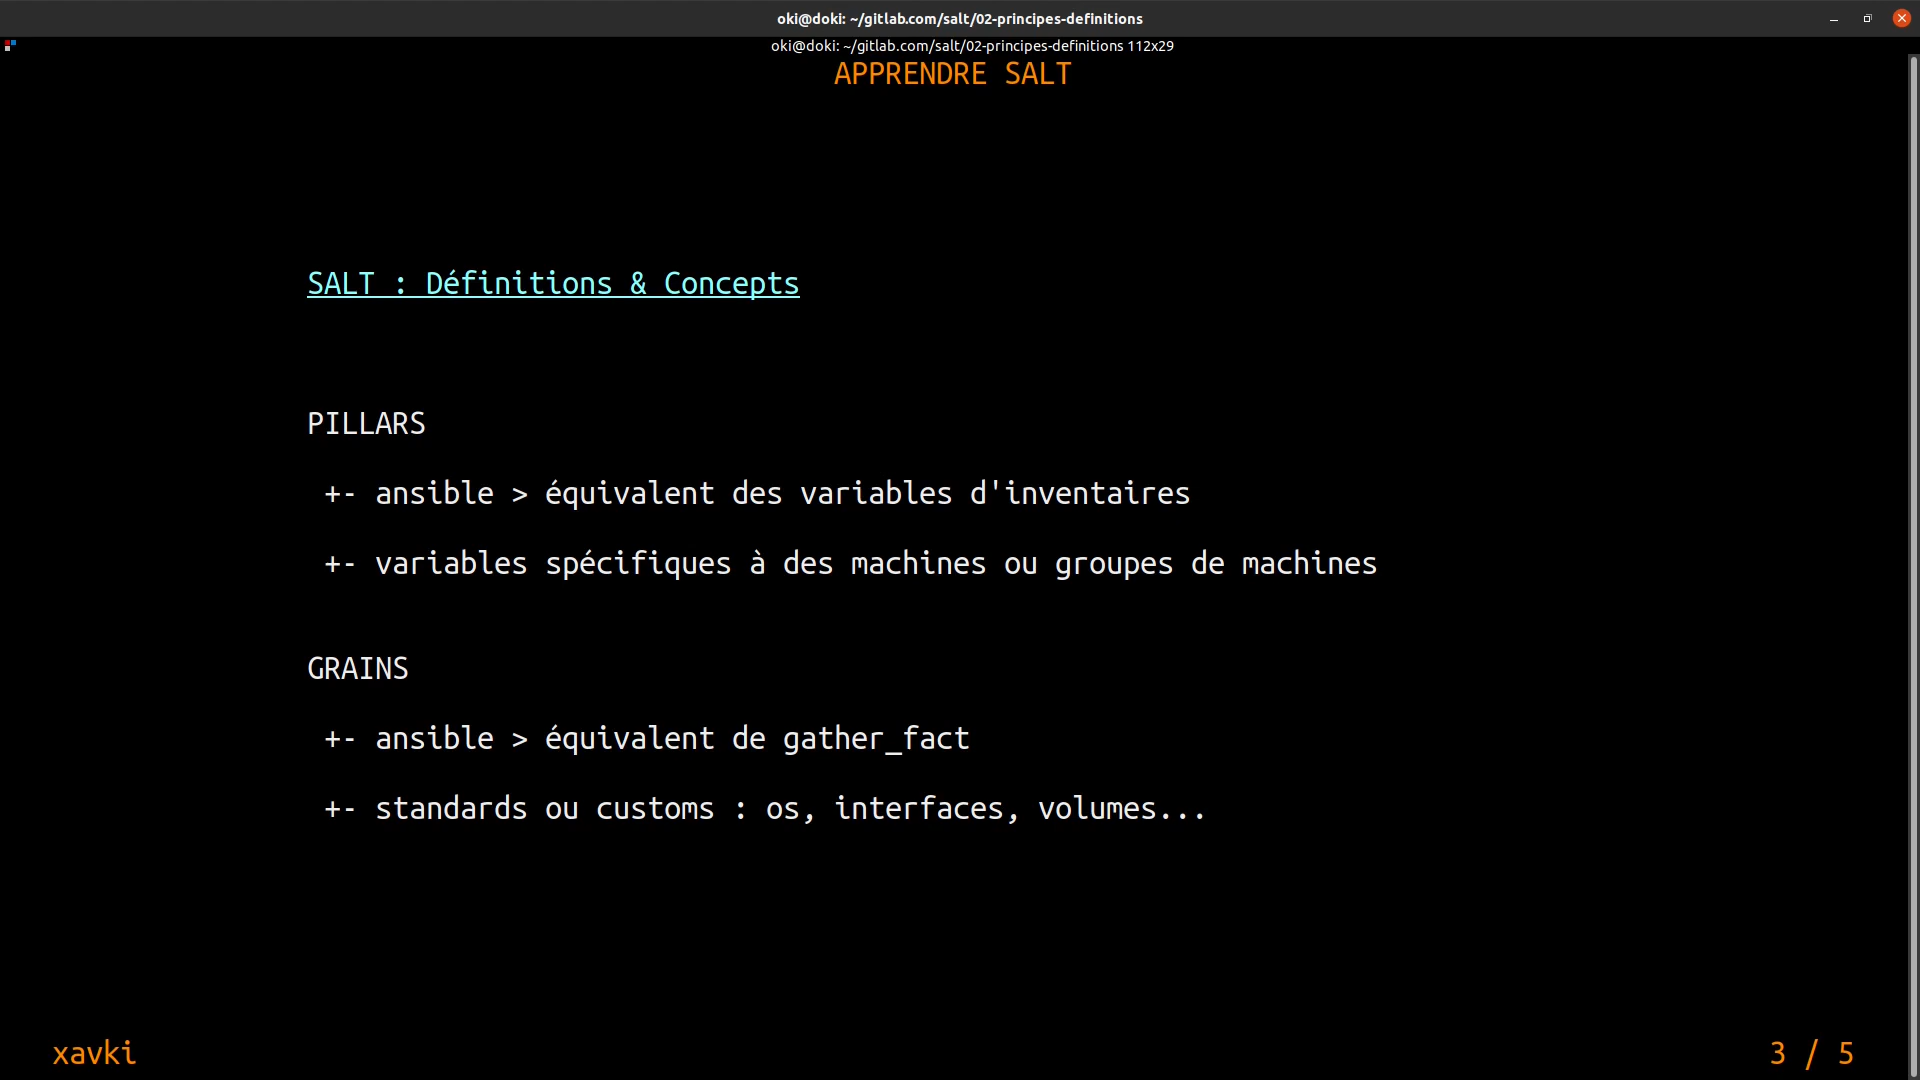 oki@doki: ~/gitlab.com/salt/02-principes-definitions
oki@doki: ~/gitlab.com/salt/02-principes-definitions 112x29
APPRENDRE SALT
SALT : Définitions & Concepts
PILLARS
+- ansible > équivalent des variables d'inventaires
+- variables spécifiques à des machines ou groupes de machines
GRAINS
+- ansible > équivalent de gather_fact
+- standards ou customs : os, interfaces, volumes...
xavki
3 / 5